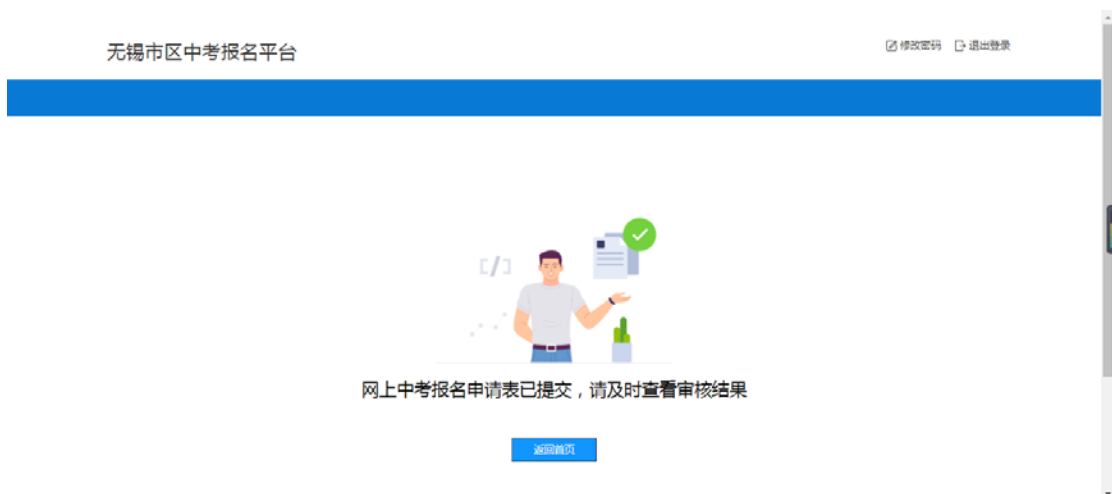 无锡市区中考报名平台
修改密码 退出登录
[/]
网上中考报名申请表已提交，请及时查看审核结果
返回首页